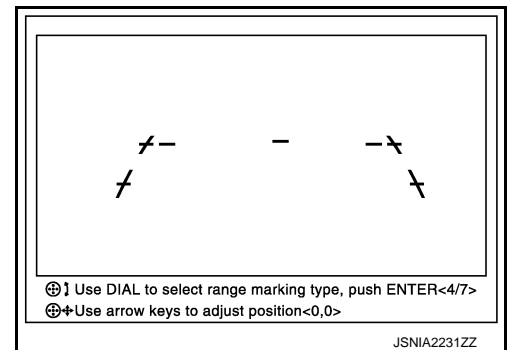 Use DIAL to select range marking type, push ENTER<4/7>
Use arrow keys to adjust position<0,0>
JSNIA2231ZZ